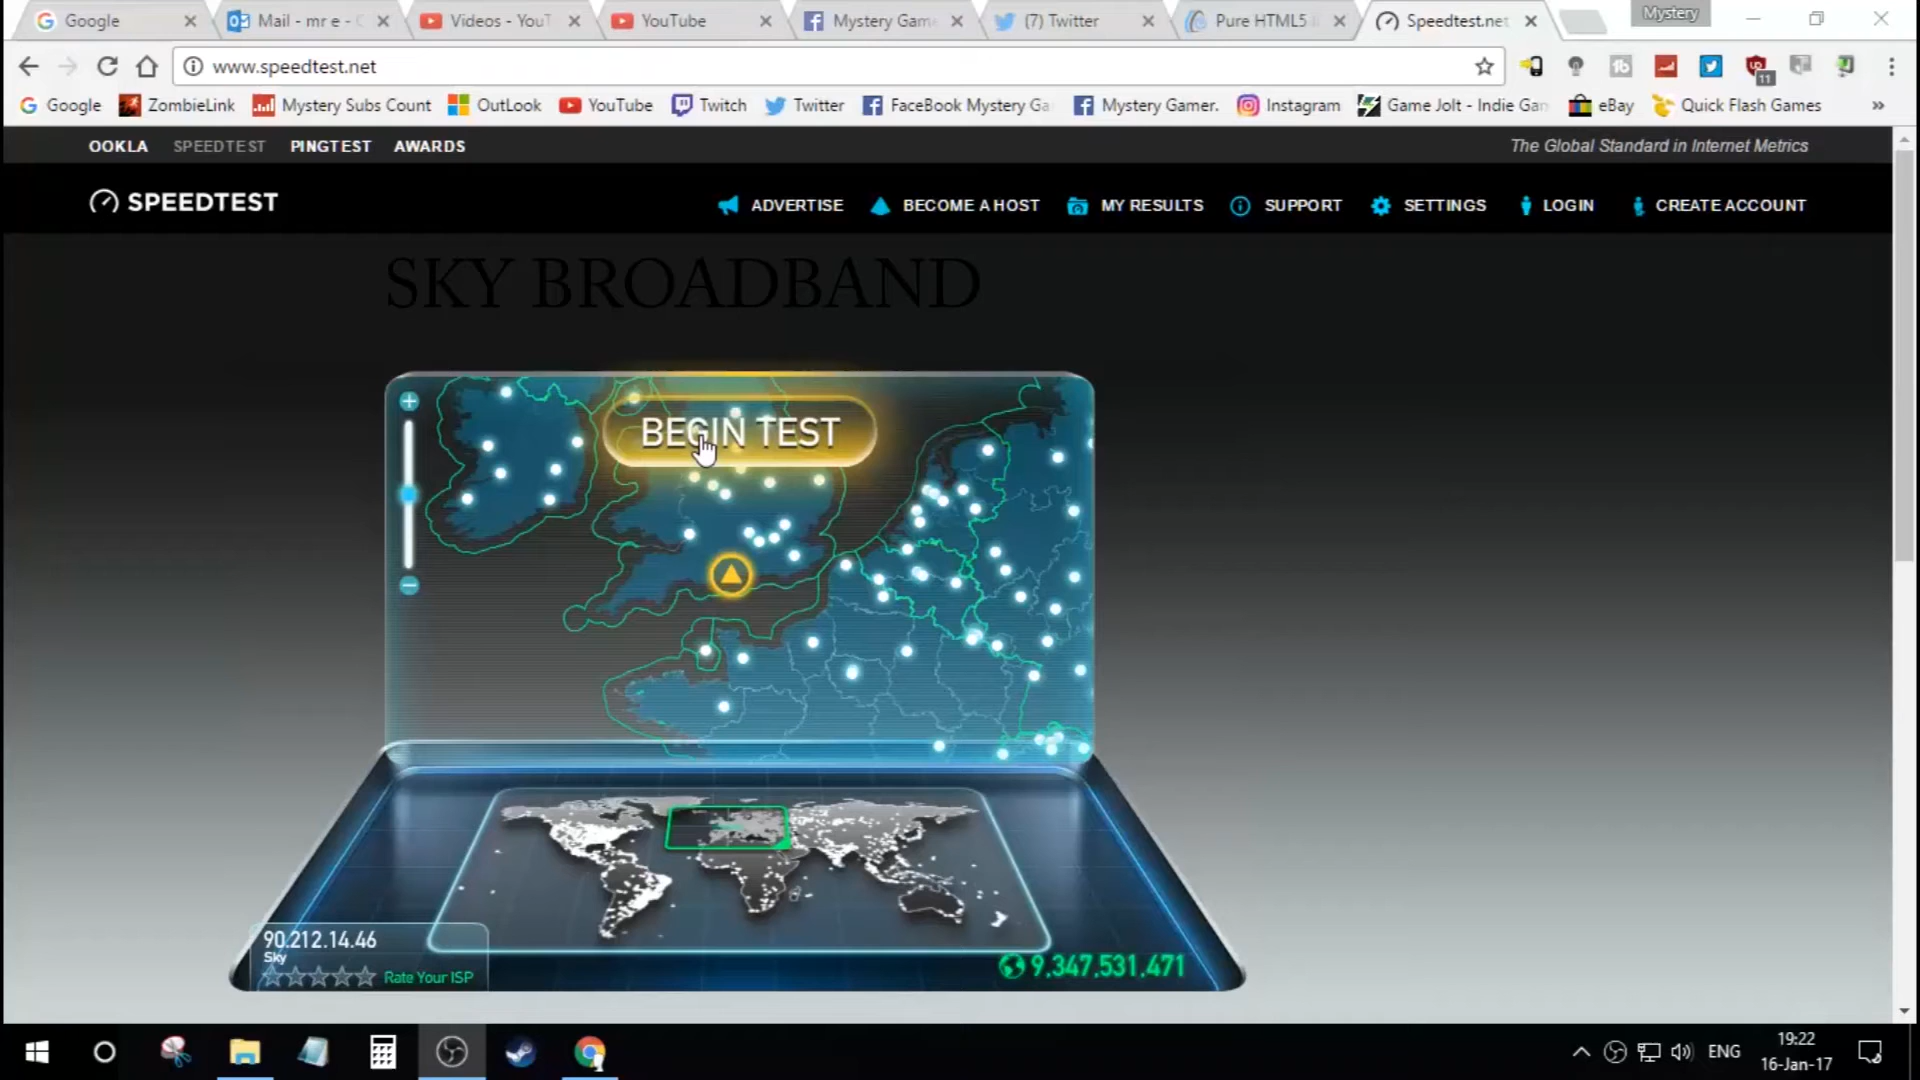 Google
Mail - mr e - 
Videos - YouT
YouTube
Mystery Game
(7) Twitter
Pure HTML5
Speedtest.net
Mystery
www.speedtest.net
11
Google
ZombieLink
Mystery Subs Count
OutLook
YouTube
Twitch
Twitter
FaceBook Mystery Ga
Mystery Gamer.
Instagram
Game Jolt - Indie Gan
eBay
Quick Flash Games
»
OOKLA SPEEDTEST PINGTEST AWARDS
The Global Standard in Internet Metrics
SPEEDTEST
ADVERTISE
BECOME A HOST
MY RESULTS
SUPPORT
SETTINGS
LOGIN
CREATE ACCOUNT
SKY BROADBAND
BEGIN TEST
90.212.14.46
Sky
Rate Your ISP
9,347,531,471
ENG
19:22
16-Jan-17